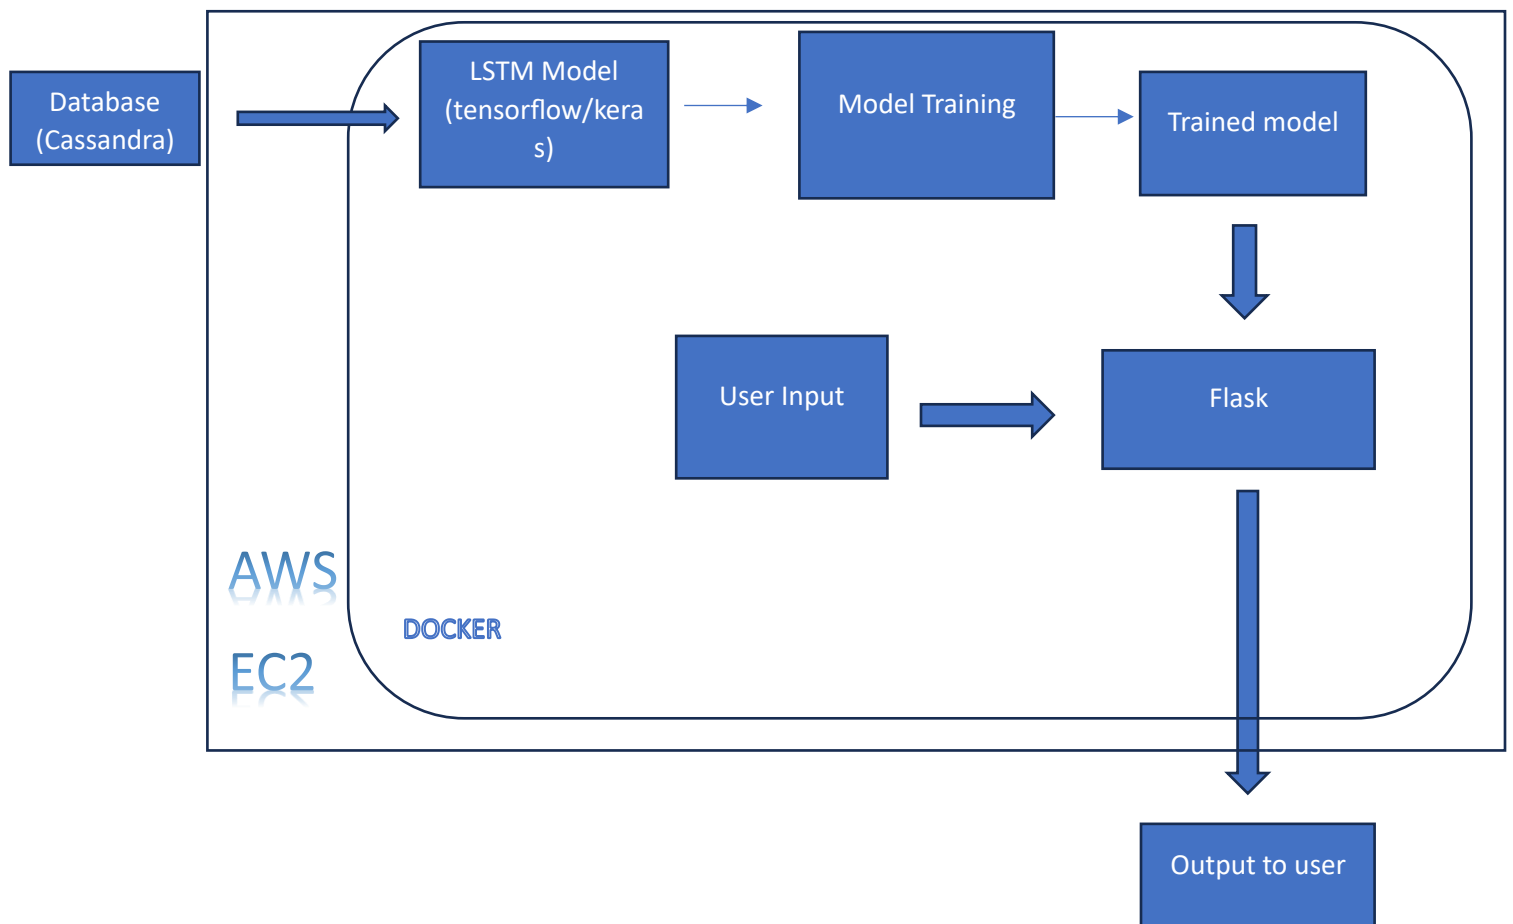 Database
(Cassandra)
LSTM Model
(tensorflow/kera
s)
Model Training
Trained model
User Input
Flask
AWS
EC2
DOCKER
Output to user